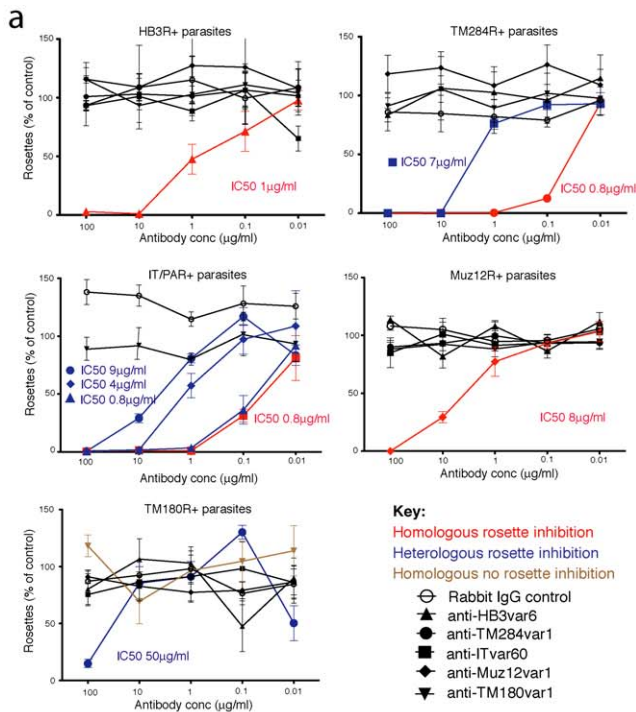 a
HB3R+ parasites
Rosettes (% of control)
150
100
50
0
100
10
1
0.1
0.01
Antibody conc (µg/ml)
IC50 1µg/ml
TM284R+ parasites
150
100
50
0
100
10
1
0.1
0.01
Antibody conc (µg/ml)
IC50 7µg/ml
IC50 0.8µg/ml
IT/PAR+ parasites
Rosettes (% of control)
150
100
50
0
100
10
1
0.1
0.01
Antibody conc (µg/ml)
IC50 9µg/ml
IC50 4µg/ml
IC50 0.8µg/ml
IC50 0.8µg/ml
Muz12R+ parasites
150
100
50
0
100
10
1
0.1
0.01
Antibody conc (µg/ml)
IC50 8µg/ml
TM180R+ parasites
Rosettes (% of control)
150
100
50
0
100
10
1
0.1
0.01
Antibody conc (µg/ml)
IC50 50µg/ml
Key:
Homologous rosette inhibition
Heterologous rosette inhibition
Homologous no rosette inhibition
Rabbit IgG control
anti-HB3var6
anti-TM284var1
anti-ITvar60
anti-Muz12var1
anti-TM180var1